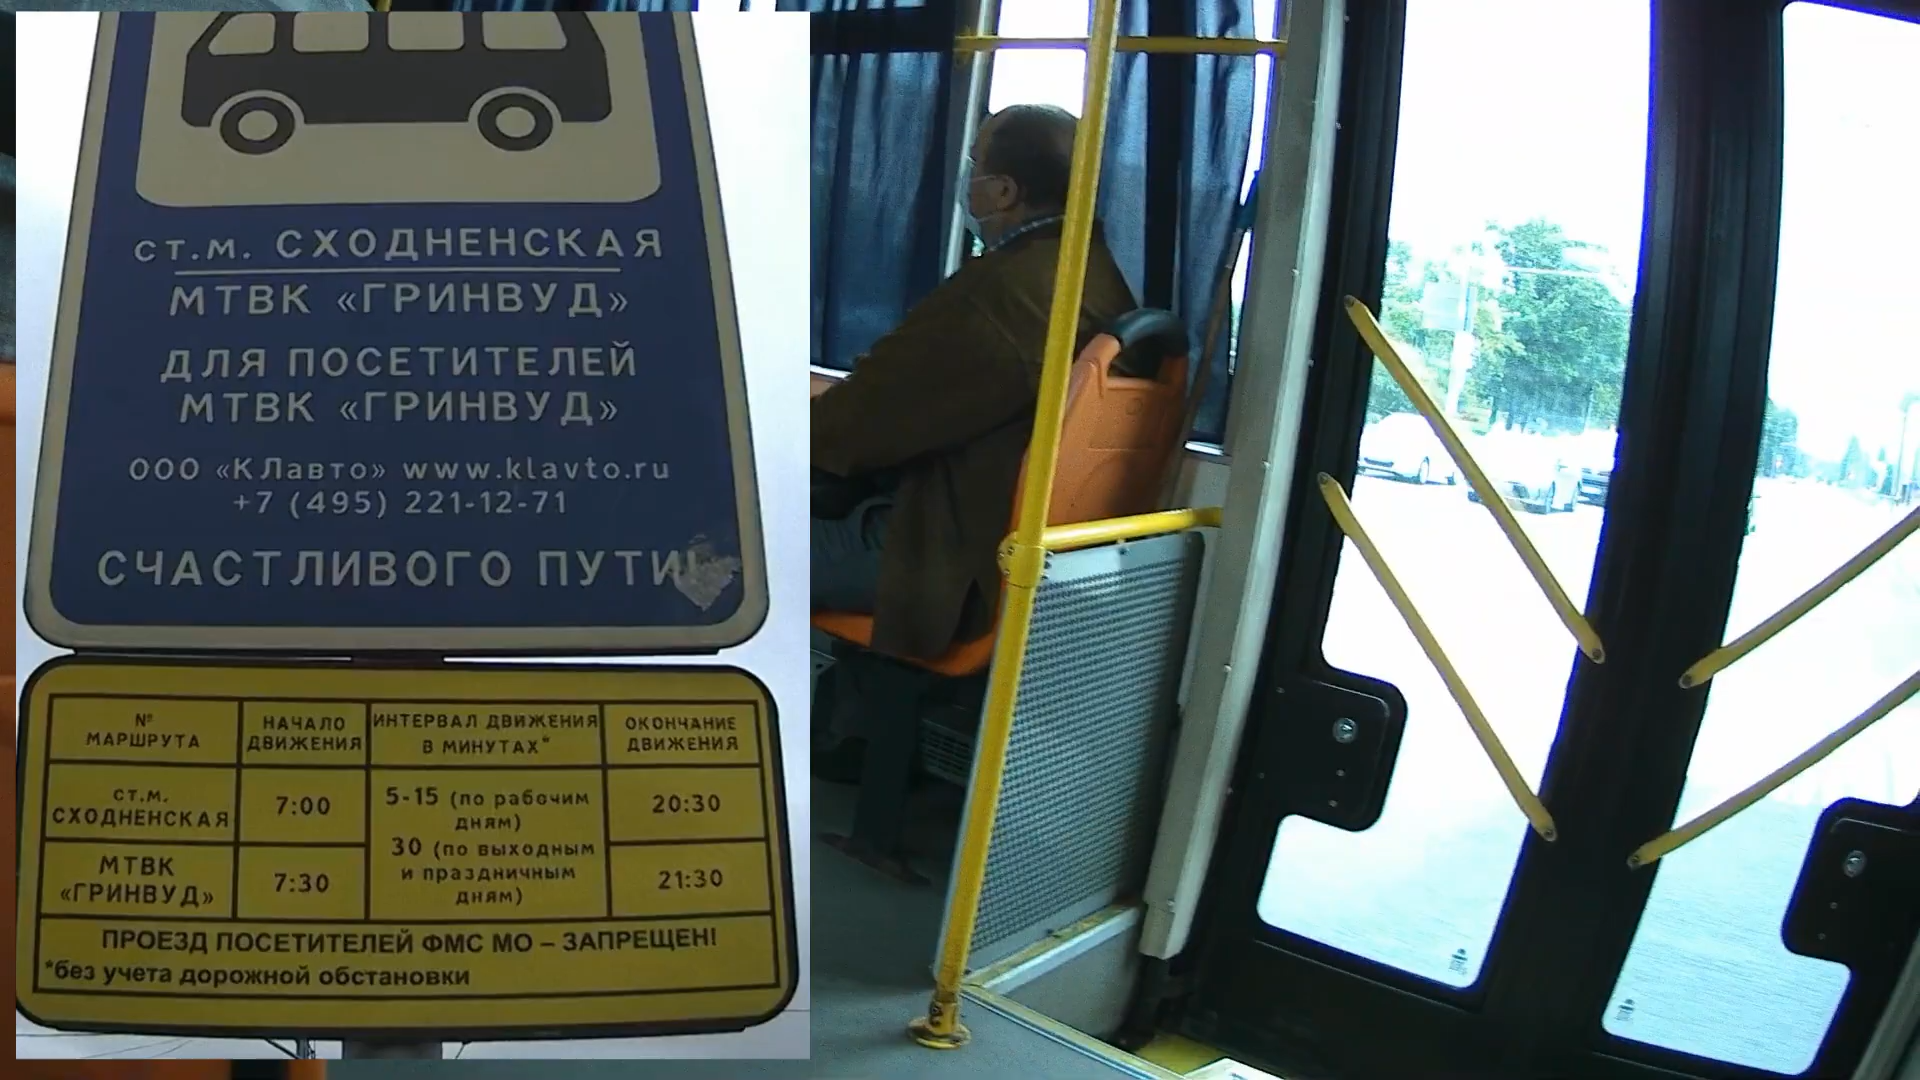 ст.м. СХОДНЕНСКАЯ
МТВК «ГРИНВУД»
ДЛЯ ПОСЕТИТЕЛЕЙ
МТВК «ГРИНВУД»
ООО «КЛавто» www.klavto.ru
+7 (495) 221-12-71
СЧАСТЛИВОГО ПУТИ!
№ МАРШРУТА
НАЧАЛО ДВИЖЕНИЯ
ИНТЕРВАЛ ДВИЖЕНИЯ В МИНУТАХ*
ОКОНЧАНИЕ ДВИЖЕНИЯ
ст.м. СХОДНЕНСКАЯ
7:00
5-15 (по рабочим дням)
20:30
МТВК «ГРИНВУД»
7:30
30 (по выходным и праздничным дням)
21:30
ПРОЕЗД ПОСЕТИТЕЛЕЙ ФМС МО – ЗАПРЕЩЕН!
*без учета дорожной обстановки